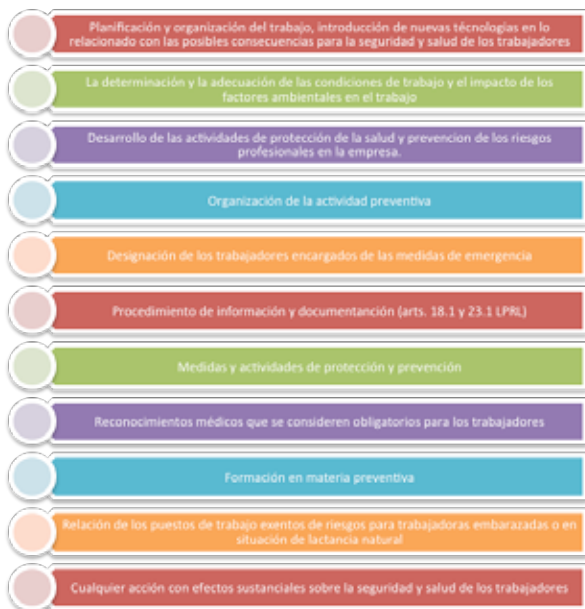 Planificación y organización del trabajo, introducción de nuevas técnologias en lo
relacionado con las posibles consecuencias para la seguridad y salud de los trabajadores
La determinación y la adecuación de las condiciones de trabajo y el impacto de los
factores ambientales en el trabajo
Desarrollo de las actividades de protección de la salud y prevencion de los riesgos
profesionales en la empresa.
Organización de la actividad preventiva
Designación de los trabajadores encargados de las medidas de emergencia
Procedimiento de información y documentanción (arts. 18.1 y 23.1 LPRL)
Medidas y actividades de protección y prevención
Reconocimientos médicos que se consideren obligatorios para los trabajadores
Formación en materia preventiva
Relación de los puestos de trabajo exentos de riesgos para trabajadoras embarazadas o en
situación de lactancia natural
Cualquier acción con efectos sustanciales sobre la seguridad y salud de los trabajadores